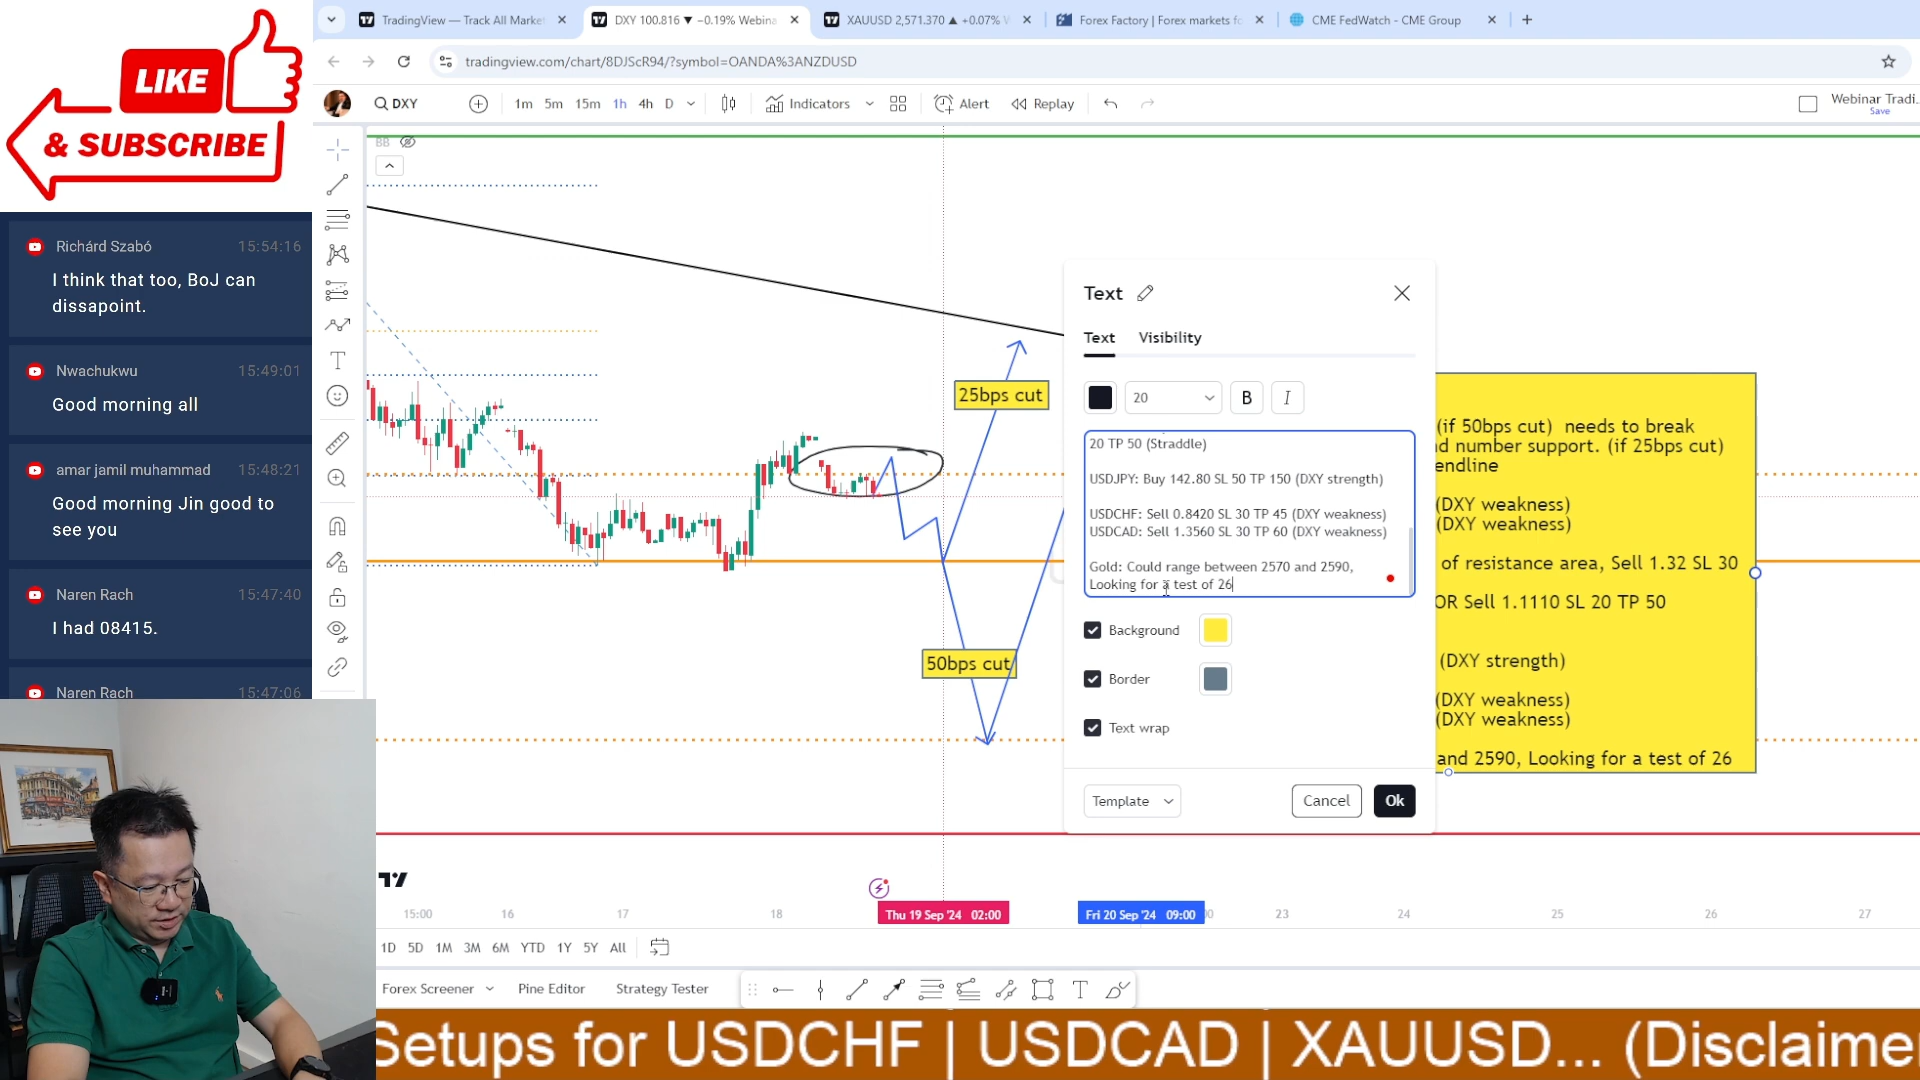 LIKE
& SUBSCRIBE
Richárd Szabó 15:54:16
I think that too, BoJ can
dissapoint.
Nwachukwu 15:49:01
Good morning all
amar jamil muhammad 15:48:21
Good morning Jin good to
see you
Naren Rach 15:47:40
I had 08415.
Naren Rach 15:47:06
TradingView — Track All Marke
DXY 100.816 ▼ −0.19% Webina
XAUUSD 2,571.370 ▲ +0.07%
Forex Factory | Forex markets fo
CME FedWatch - CME Group
tradingview.com/chart/8DJScR94/?symbol=OANDA%3ANZDUSD
DXY 1m 5m 15m 1h 4h D Indicators Alert Replay
Webinar Tradi...
Save
BB
25bps cut
50bps cut
Text
Text Visibility
20 B I
20 TP 50 (Straddle)
USDJPY: Buy 142.80 SL 50 TP 150 (DXY strength)
USDCHF: Sell 0.8420 SL 30 TP 45 (DXY weakness)
USDCAD: Sell 1.3560 SL 30 TP 60 (DXY weakness)
Gold: Could range between 2570 and 2590,
Looking for a test of 26
Background
Border
Text wrap
Template Cancel Ok
(if 50bps cut) needs to break
d number support. (if 25bps cut)
endline
(DXY weakness)
(DXY weakness)
of resistance area, Sell 1.32 SL 30
OR Sell 1.1110 SL 20 TP 50
(DXY strength)
(DXY weakness)
(DXY weakness)
and 2590, Looking for a test of 26
15:00 16 17 18 23 24 25 26 27
Thu 19 Sep '24 02:00
Fri 20 Sep '24 09:00
1D 5D 1M 3M 6M YTD 1Y 5Y All
Forex Screener Pine Editor Strategy Tester
Setups for USDCHF | USDCAD | XAUUSD... (Disclaime